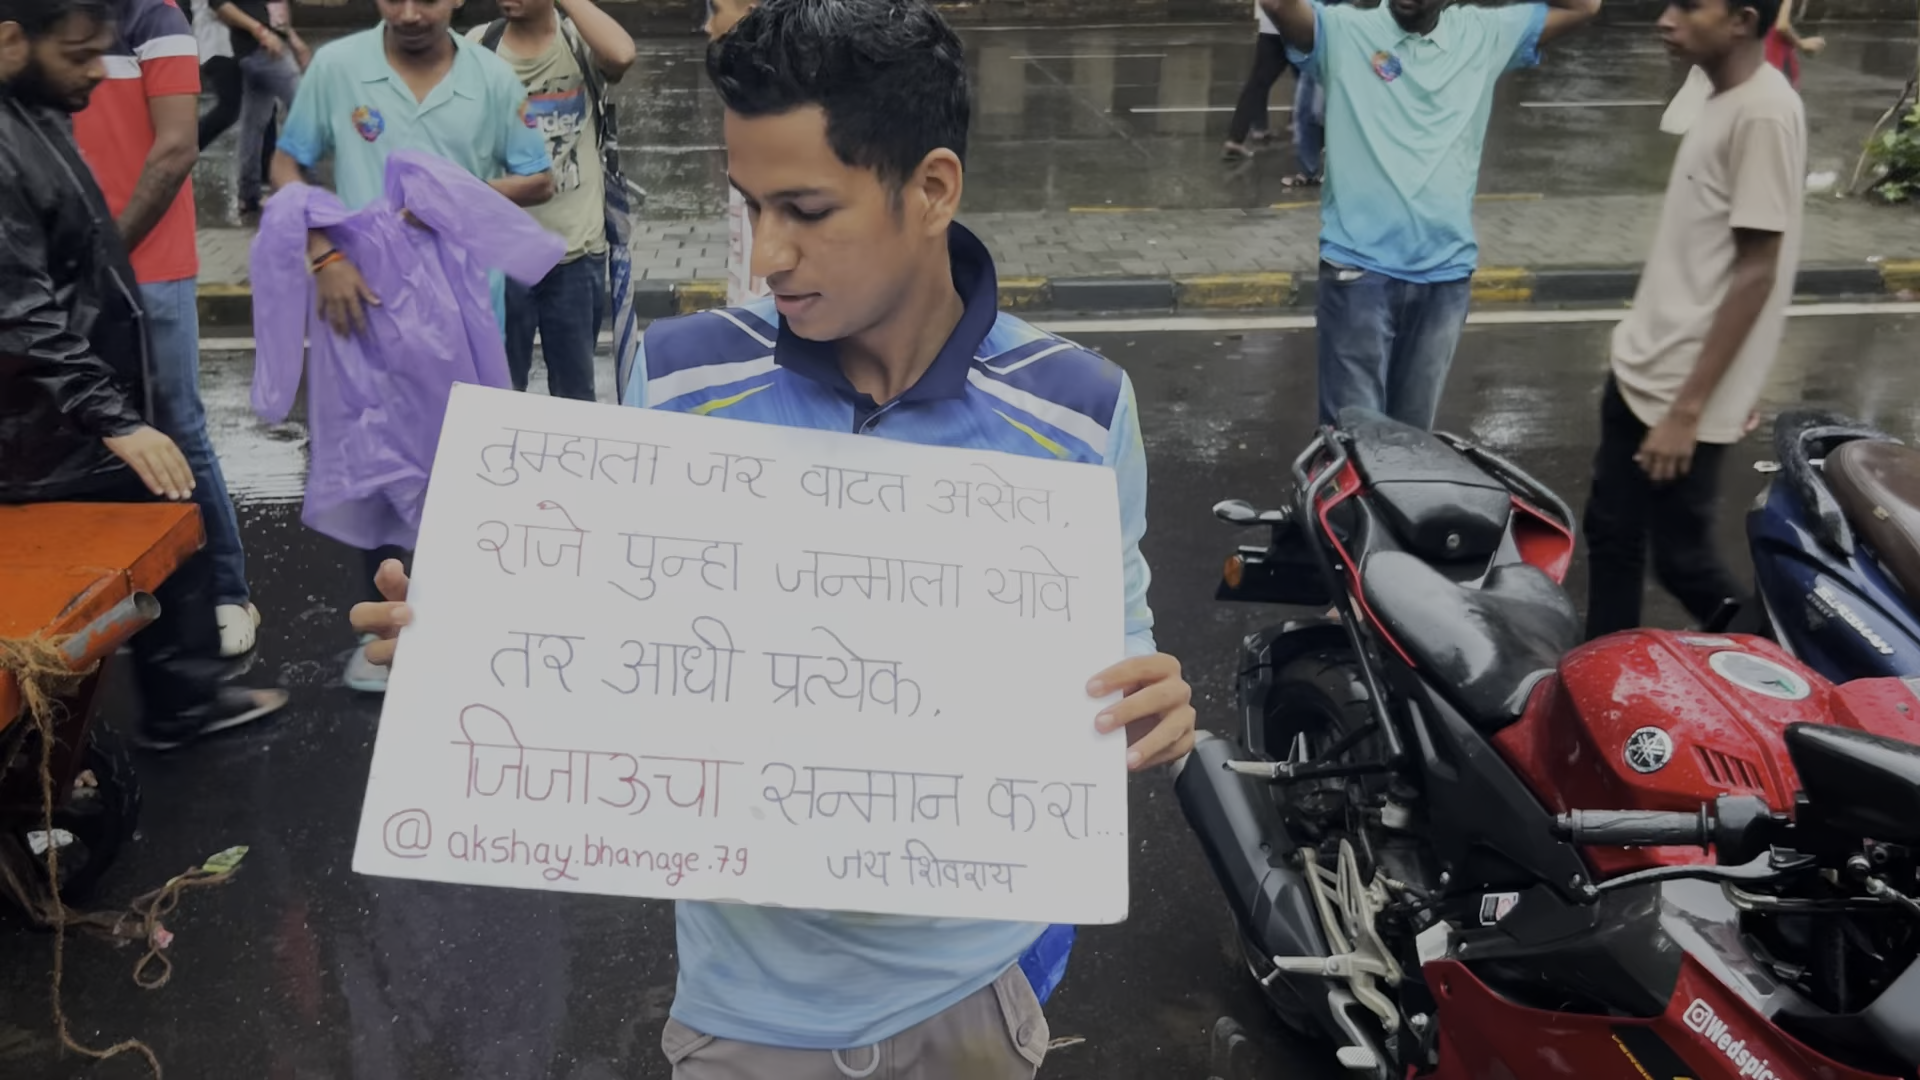 तुम्हाला जर वाटत असेल,
राजे पुन्हा जन्माला यावे
तर आधी प्रत्येक,
जिजाऊचा सन्मान करा...
@akshay.bhanage.79 जय शिवराय